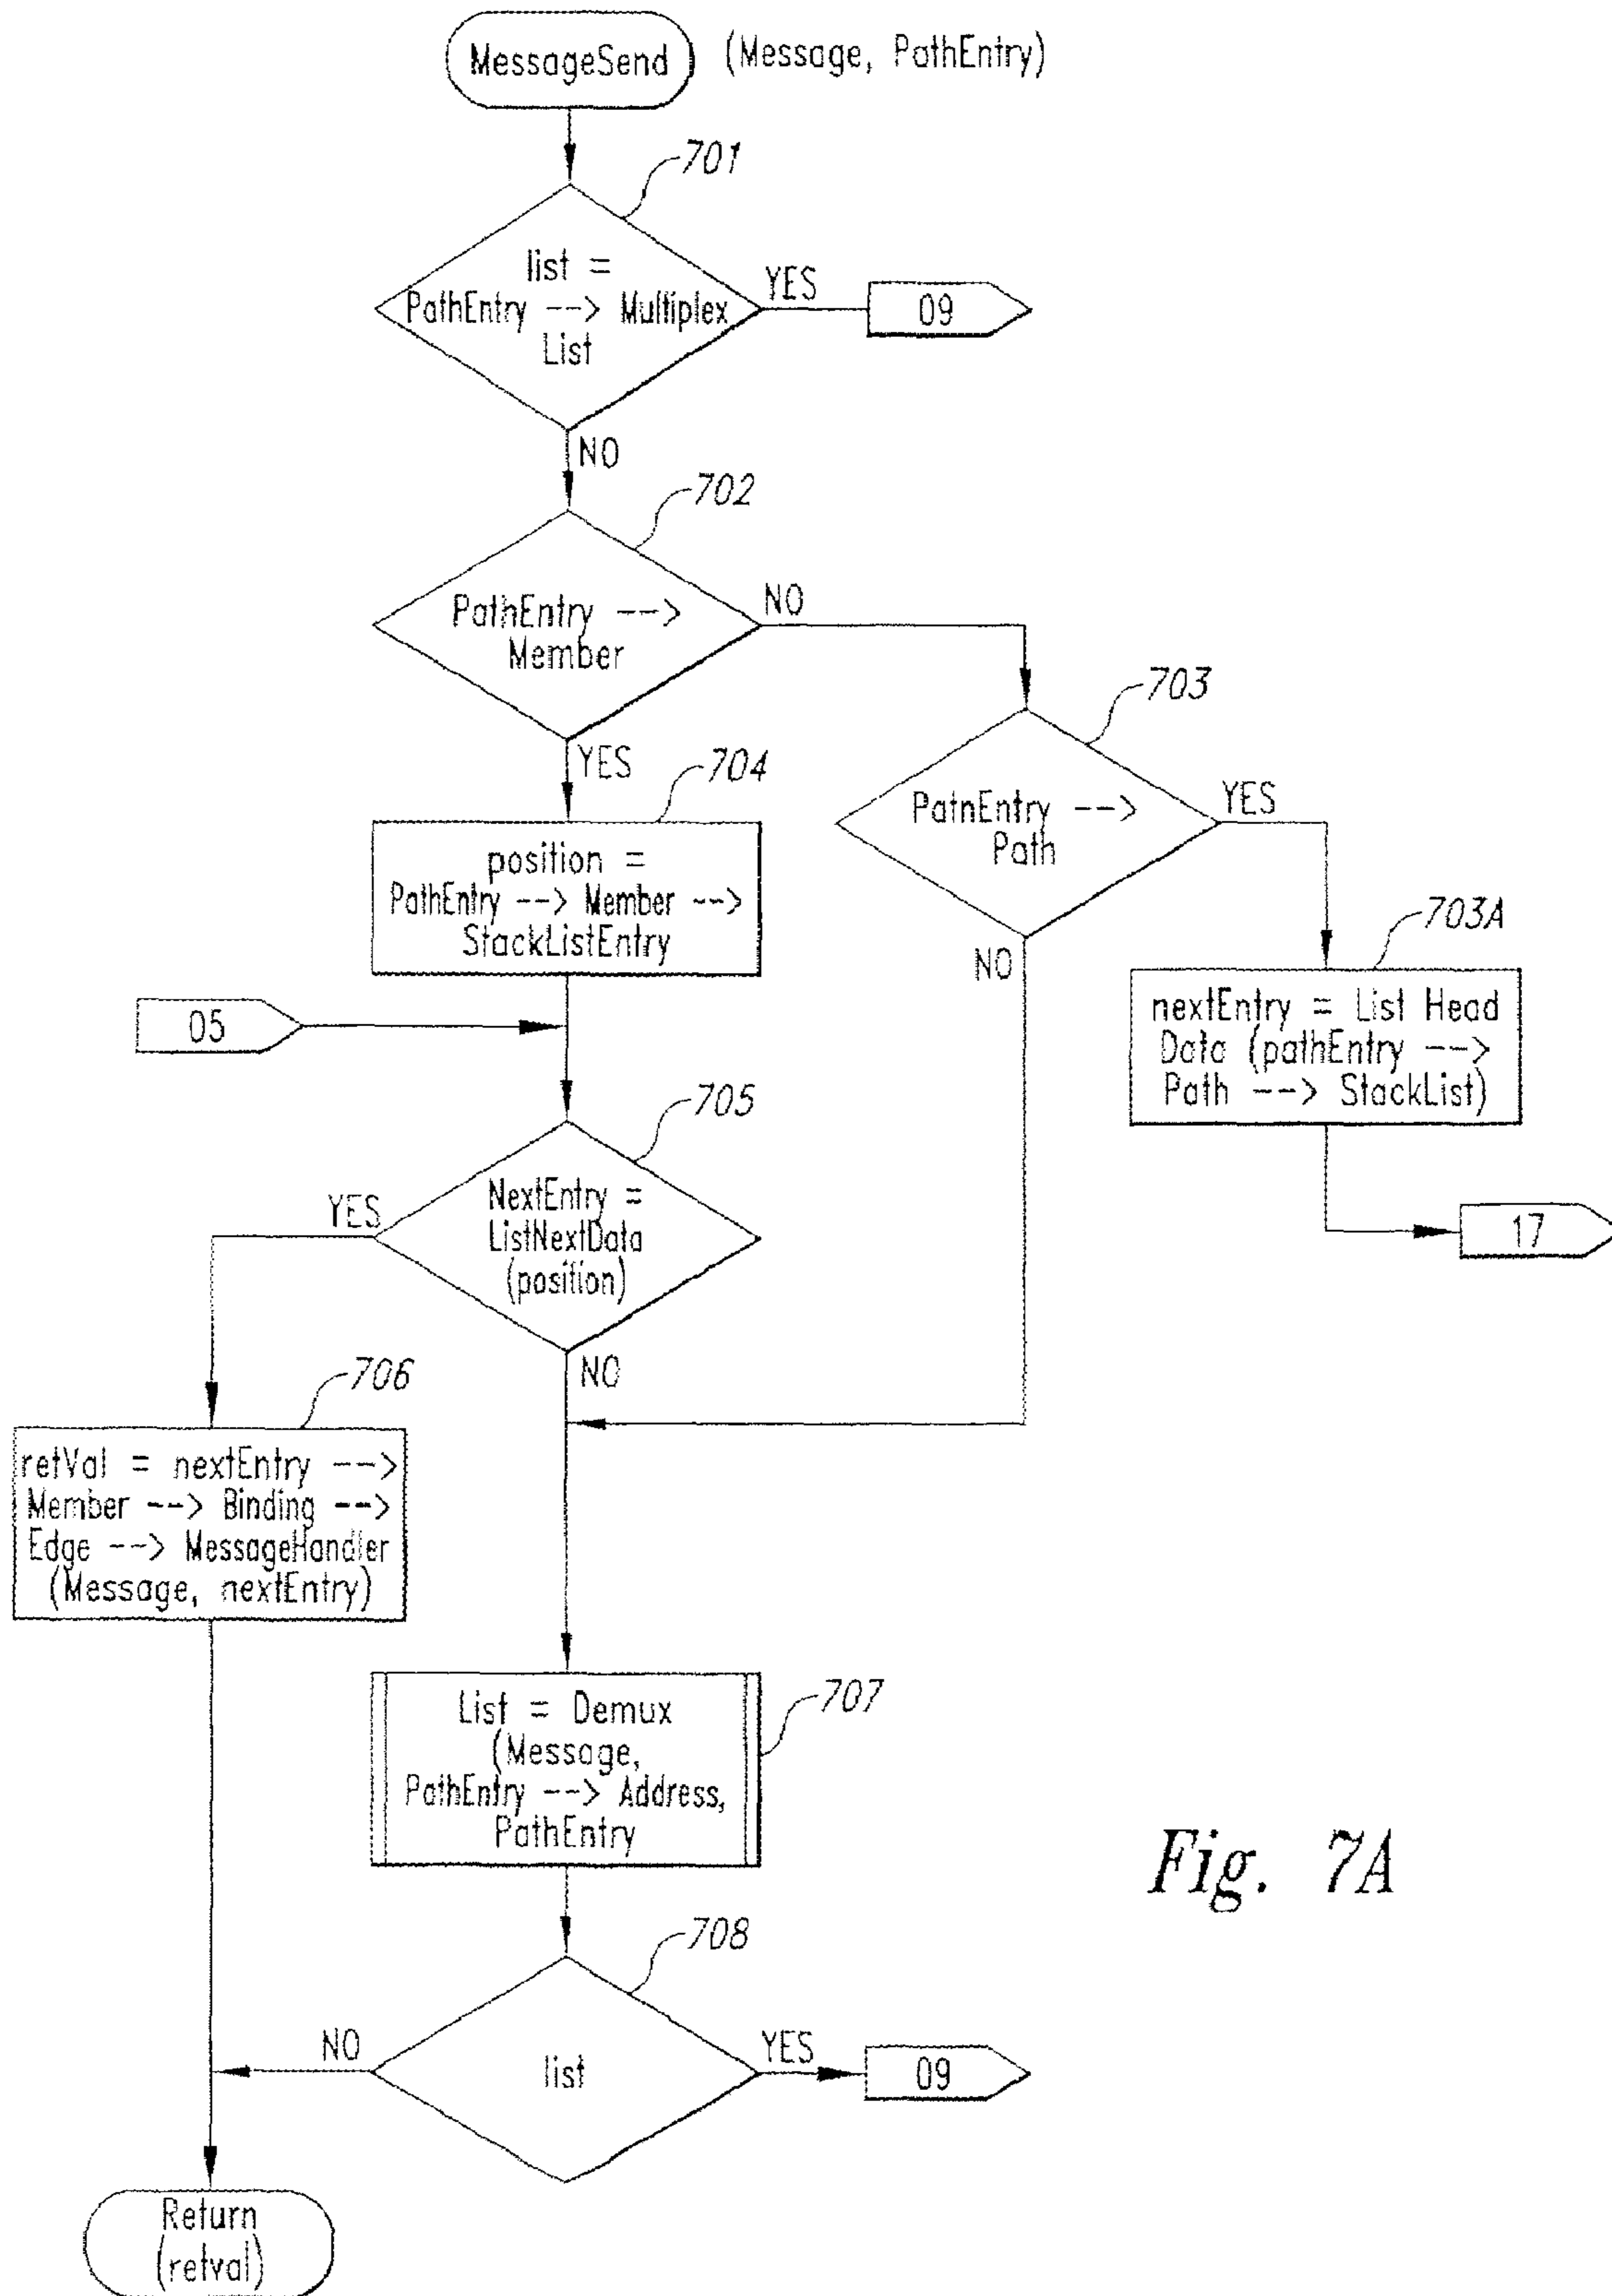 MessageSend (Message, PathEntry)
701
list =
PathEntry --> Multiplex
List
YES
09
NO
702
PathEntry -->
Member
NO
703
YES
704
PatnEntry -->
Path
YES
position =
PathEntry --> Member -->
StackListEntry
NO
703A
nextEntry = List Head
Data (pathEntry -->
Path --> StackList)
05
705
NextEntry =
ListNextData
(position)
YES
17
NO
706
retVal = nextEntry -->
Member --> Binding -->
Edge --> MessageHandler
(Message, nextEntry)
707
List = Demux
(Message,
PathEntry --> Address,
PathEntry
Fig. 7A
708
list
NO
YES
09
Return
(retval)